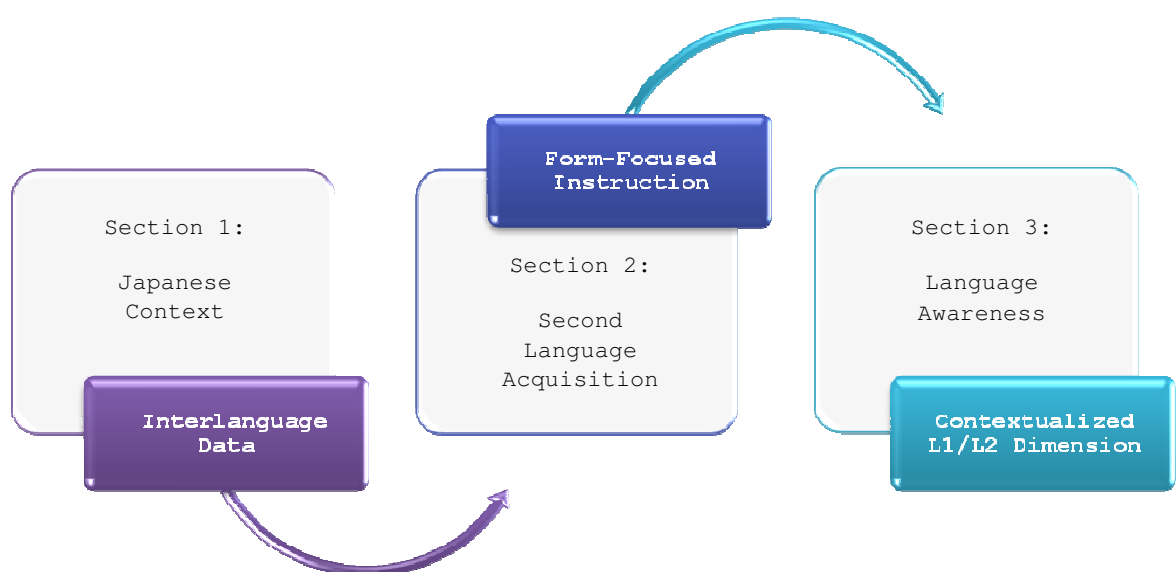 Section 1:
Japanese
Context
Interlanguage
Data
Form-Focused
Instruction
Section 2:
Second
Language
Acquisition
Section 3:
Language
Awareness
Contextualized
L1/L2 Dimension